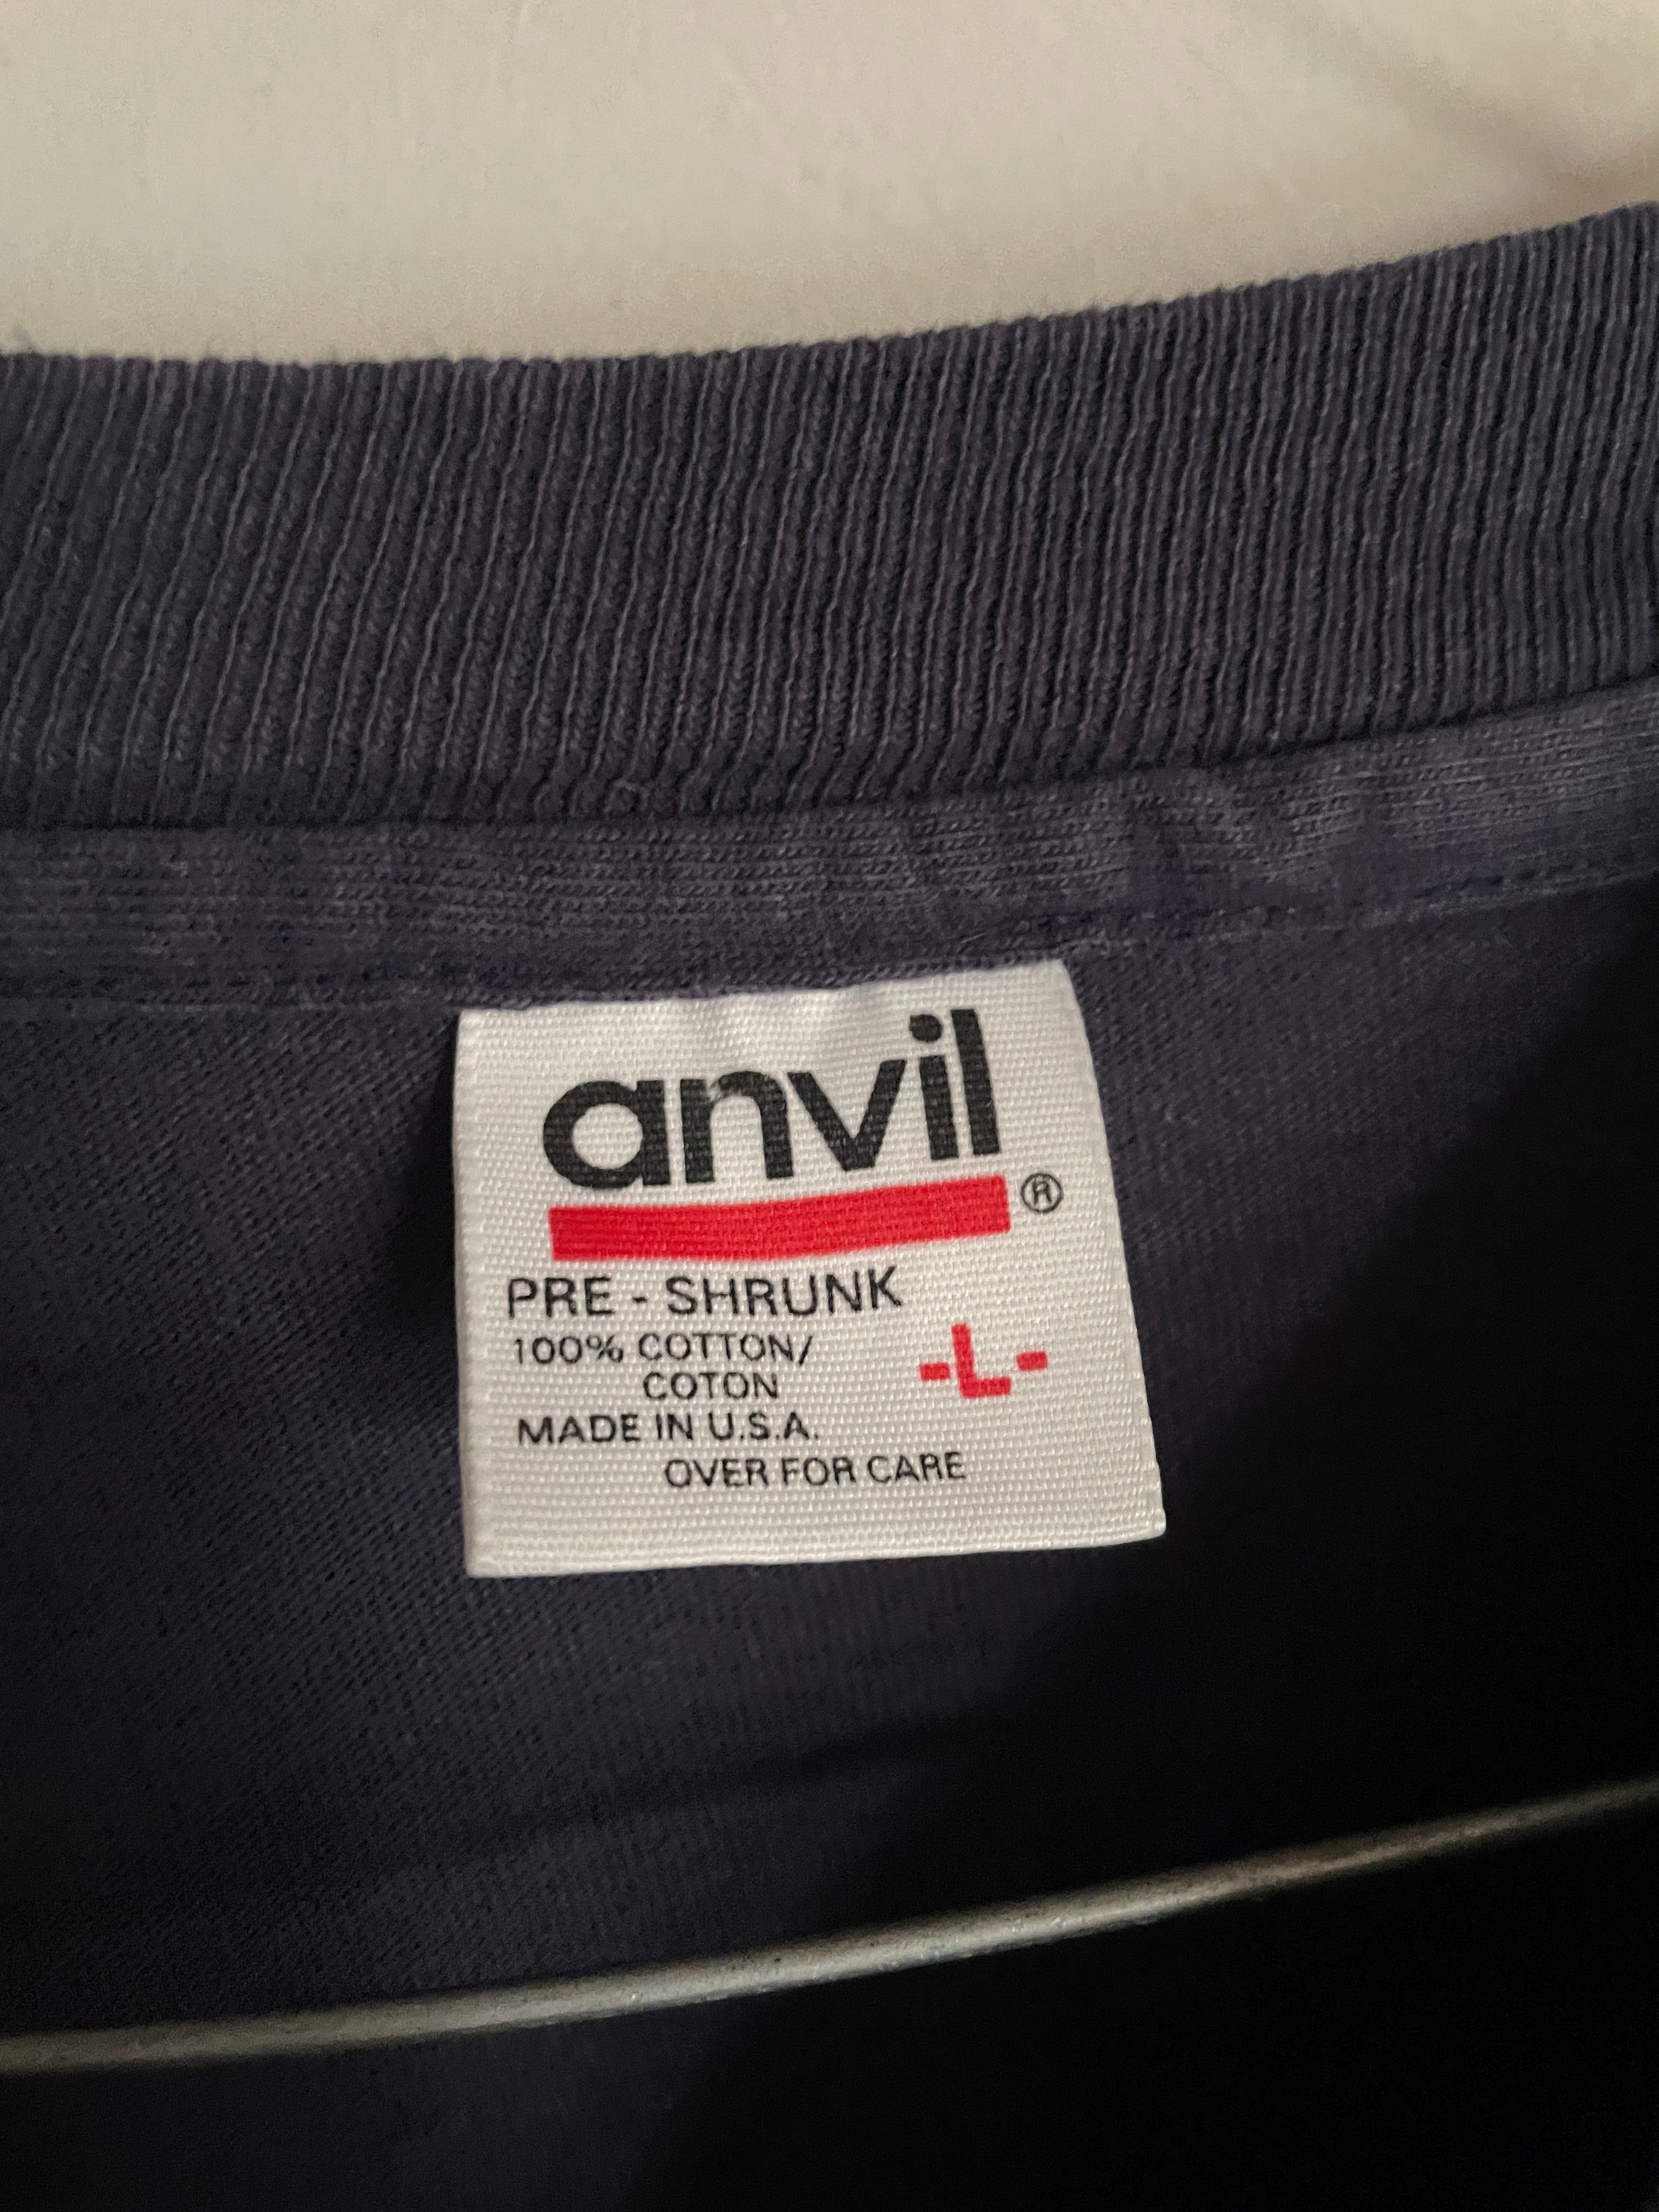 anvil
®
PRE - SHRUNK
100% COTTON/
COTON
-L-
MADE IN U.S.A.
OVER FOR CARE